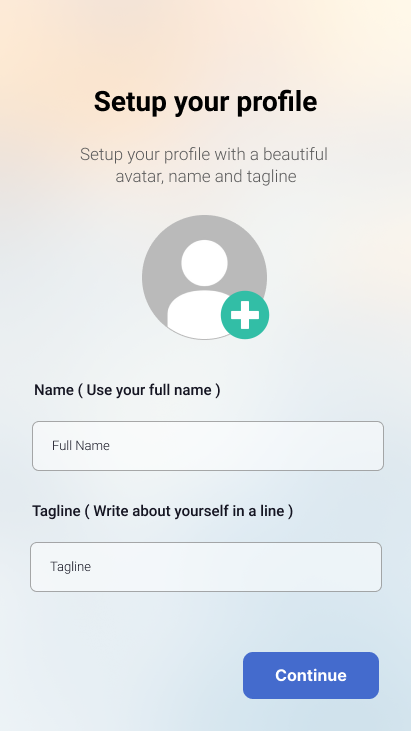 Setup your profile
Setup your profile with a beautiful
avatar, name and tagline
Name ( Use your full name )
Full Name
Tagline ( Write about yourself in a line )
Tagline
Continue